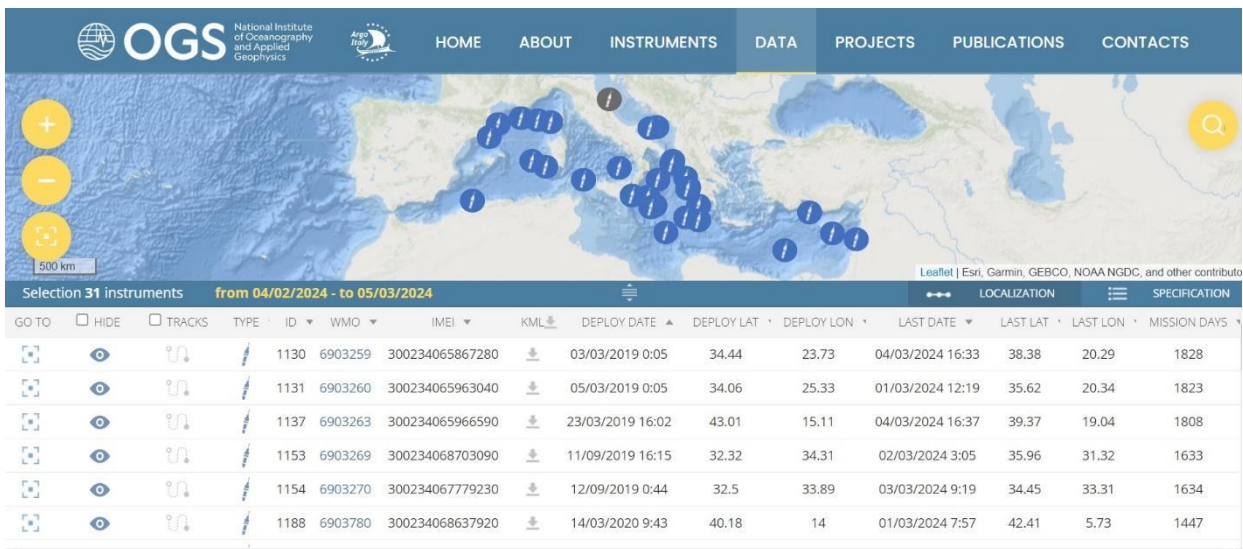 OGS
National Institute
of Oceanography
and Applied
Geophysics
Argo
Italy
HOME ABOUT INSTRUMENTS DATA PROJECTS PUBLICATIONS CONTACTS
+
−
500 km
Leaflet | Esri, Garmin, GEBCO, NOAA NGDC, and other contributo
Selection 31 instruments from 04/02/2024 - to 05/03/2024 LOCALIZATION SPECIFICATION
GO TO HIDE TRACKS TYPE ID WMO IMEI KML DEPLOY DATE DEPLOY LAT DEPLOY LON LAST DATE LAST LAT LAST LON MISSION DAYS
1130 6903259 300234065867280 03/03/2019 0:05 34.44 23.73 04/03/2024 16:33 38.38 20.29 1828
1131 6903260 300234065963040 05/03/2019 0:05 34.06 25.33 01/03/2024 12:19 35.62 20.34 1823
1137 6903263 300234065966590 23/03/2019 16:02 43.01 15.11 04/03/2024 16:37 39.37 19.04 1808
1153 6903269 300234068703090 11/09/2019 16:15 32.32 34.31 02/03/2024 3:05 35.96 31.32 1633
1154 6903270 300234067779230 12/09/2019 0:44 32.5 33.89 03/03/2024 9:19 34.45 33.31 1634
1188 6903780 300234068637920 14/03/2020 9:43 40.18 14 01/03/2024 7:57 42.41 5.73 1447